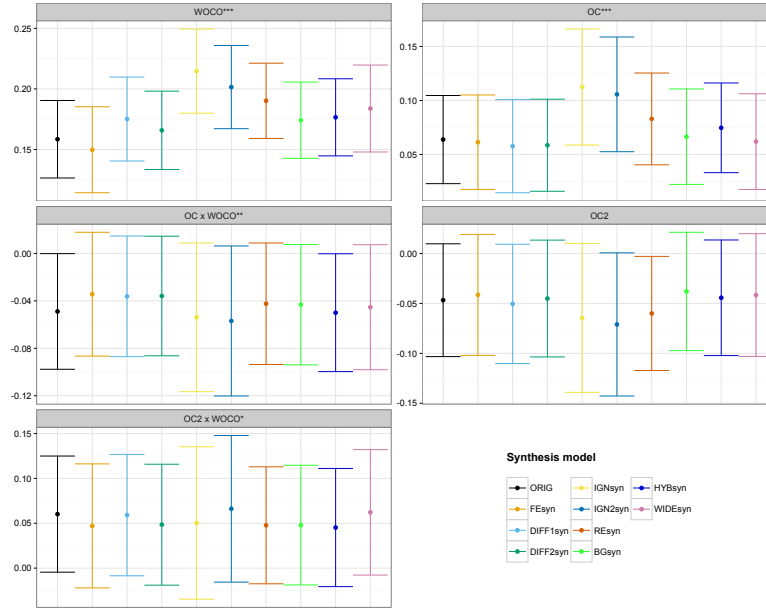 WOCO***
0.25
0.20
0.15
OC***
0.15
0.10
0.05
OC x WOCO**
0.00
-0.04
-0.08
-0.12
OC2
0.00
-0.05
-0.10
-0.15
OC2 x WOCO*
0.15
0.10
0.05
0.00
Synthesis model
ORIG
IGNsyn
HYBsyn
FEsyn
IGN2syn
WIDEsyn
DIFF1syn
REsyn
DIFF2syn
BGsyn